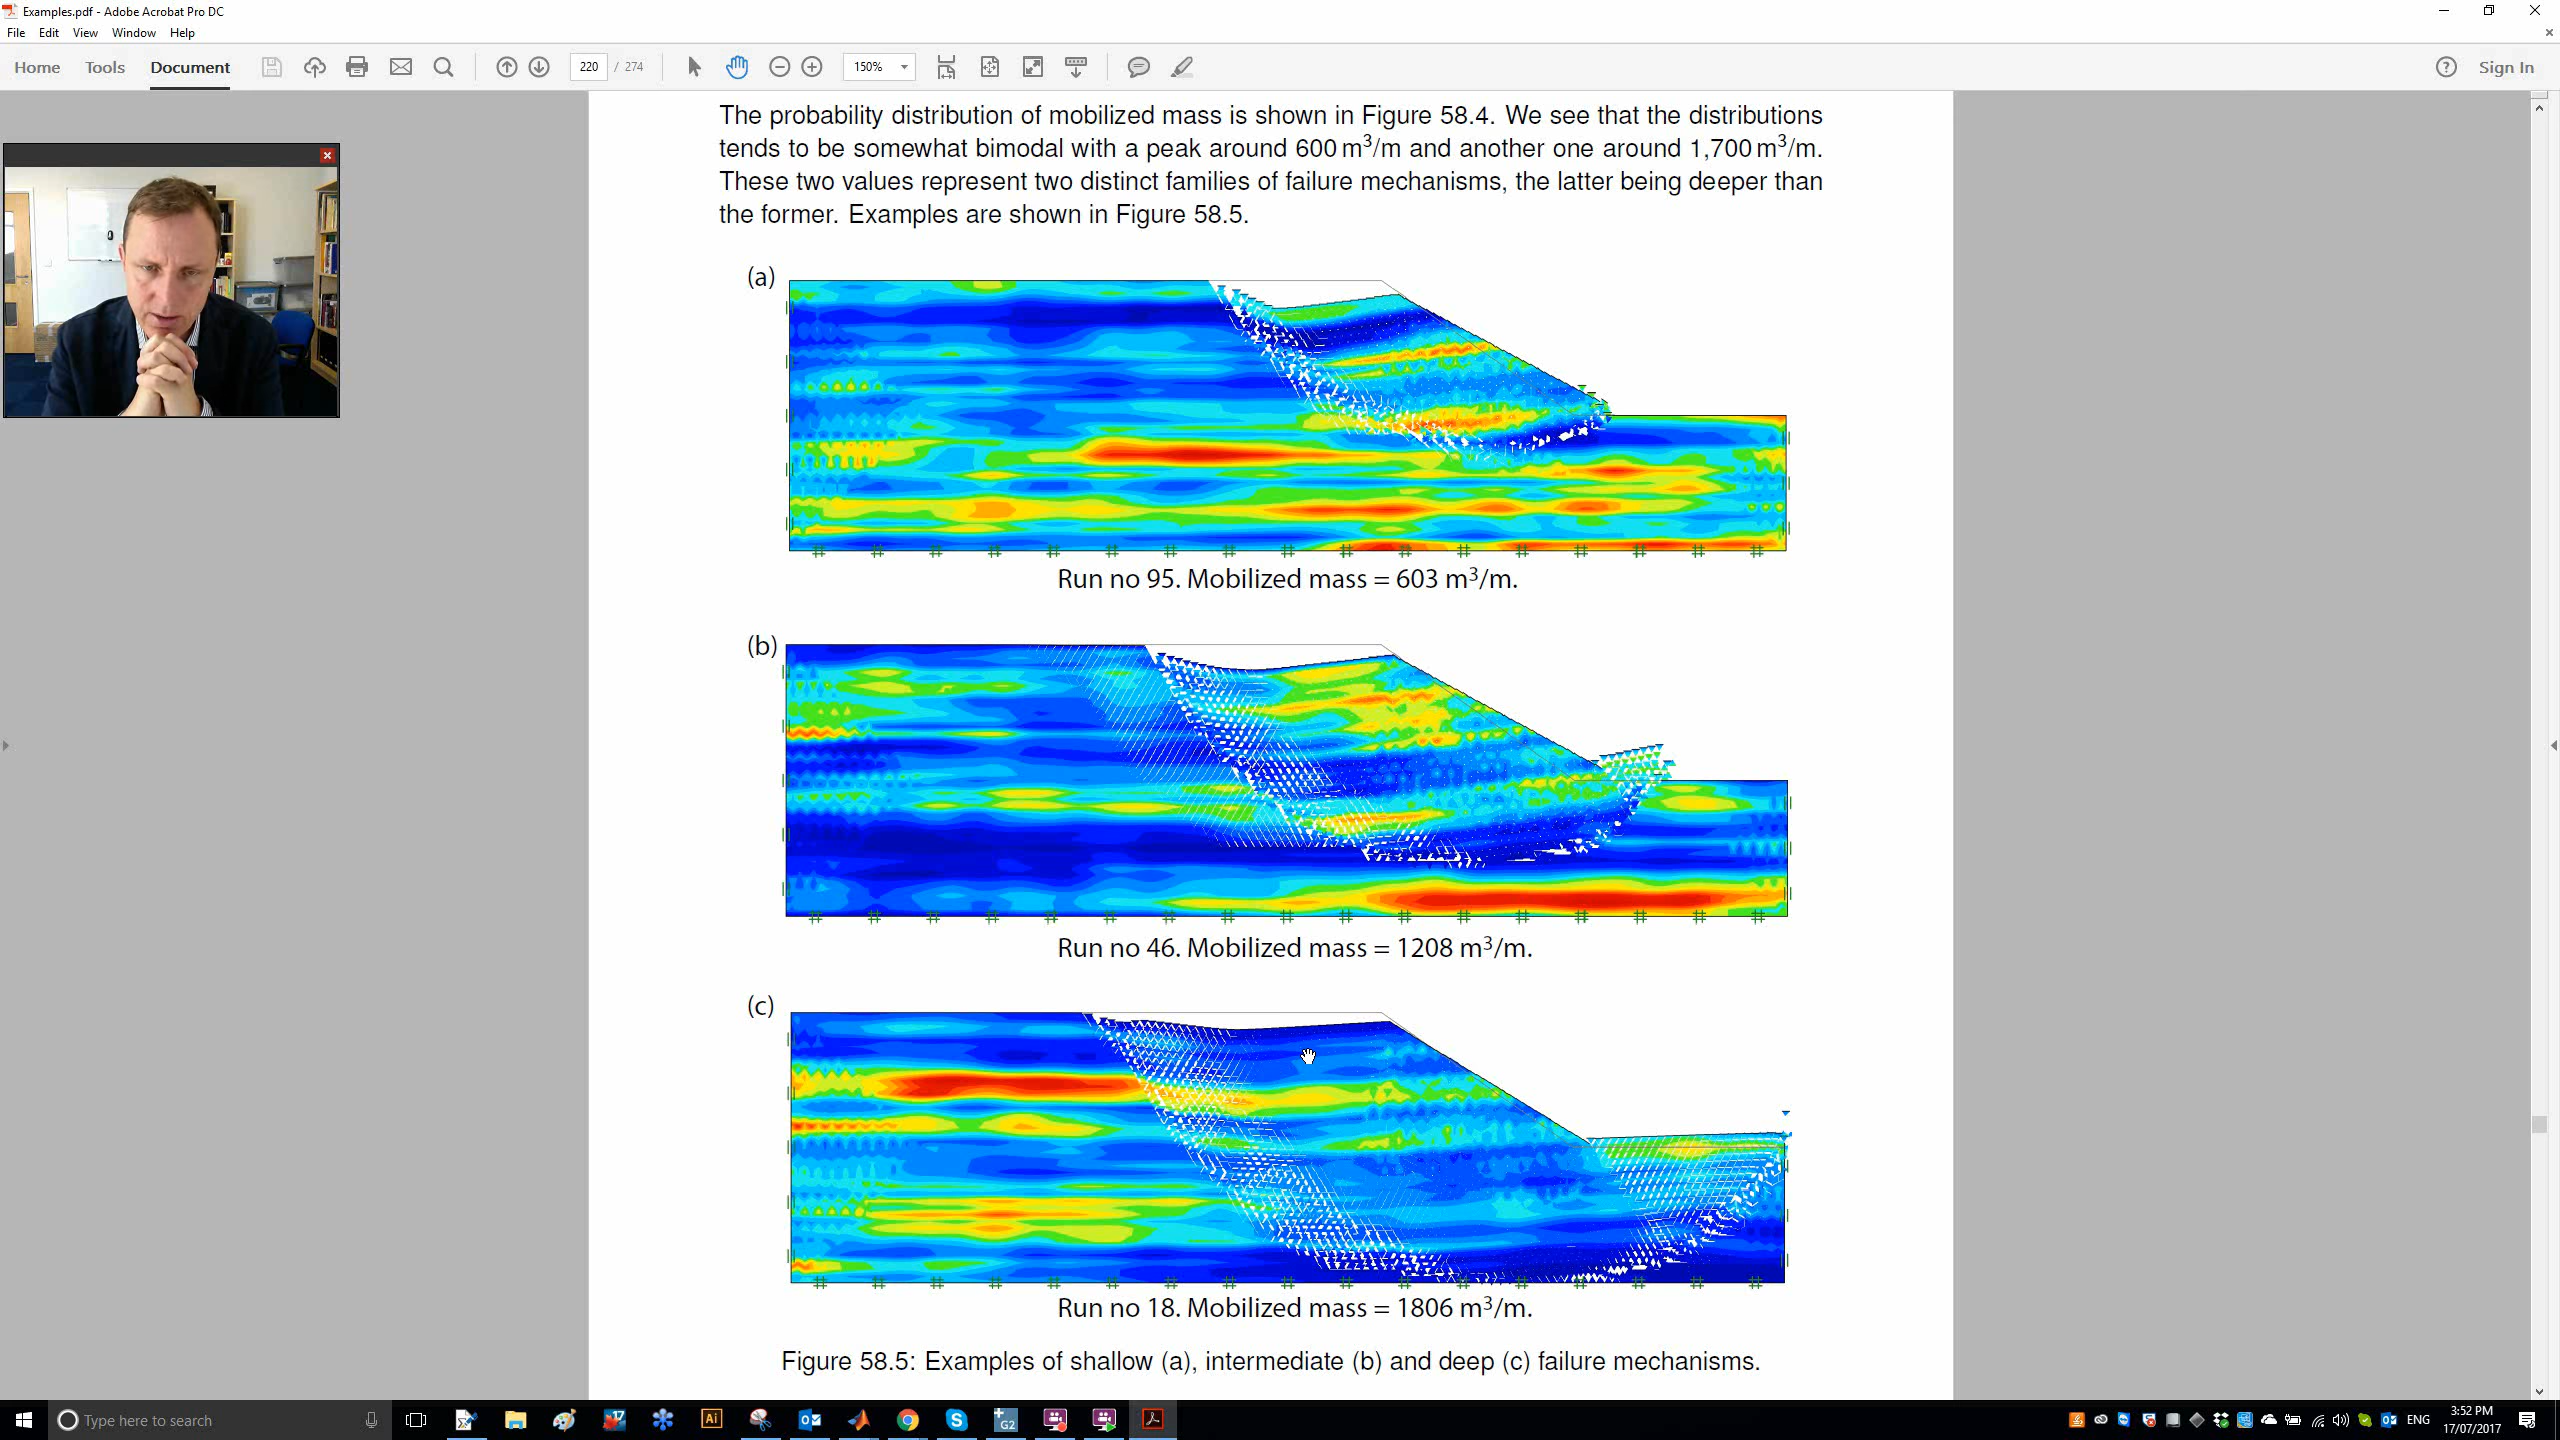 Examples.pdf - Adobe Acrobat Pro DC
File Edit View Window Help
Home Tools Document 220 / 274 150% Sign In
The probability distribution of mobilized mass is shown in Figure 58.4. We see that the distributions
tends to be somewhat bimodal with a peak around 600 m³/m and another one around 1,700 m³/m.
These two values represent two distinct families of failure mechanisms, the latter being deeper than
the former. Examples are shown in Figure 58.5.
(a)
Run no 95. Mobilized mass = 603 m³/m.
(b)
Run no 46. Mobilized mass = 1208 m³/m.
(c)
Run no 18. Mobilized mass = 1806 m³/m.
Figure 58.5: Examples of shallow (a), intermediate (b) and deep (c) failure mechanisms.
Type here to search
Ai
17
G2
ENG
3:52 PM
17/07/2017